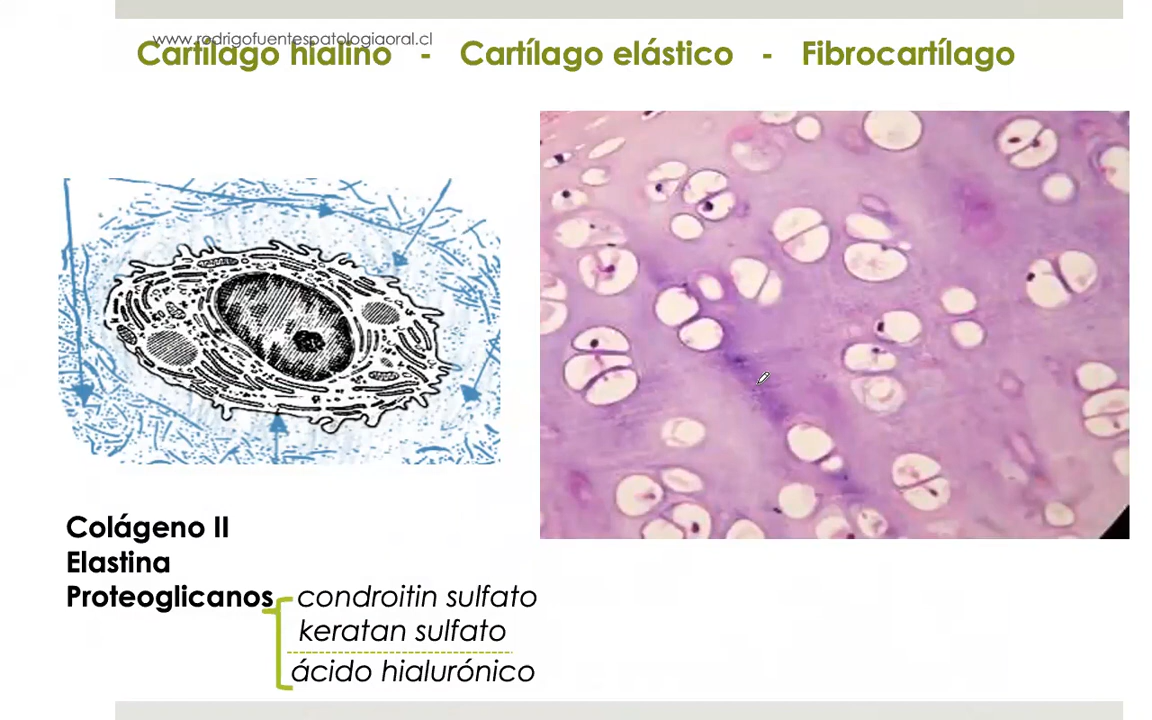 www.rodrigofuentespatologiaoral.cl
Cartílago hialino - Cartílago elástico - Fibrocartílago
Colágeno II
Elastina
Proteoglicanos condroitin sulfato
keratan sulfato
ácido hialurónico